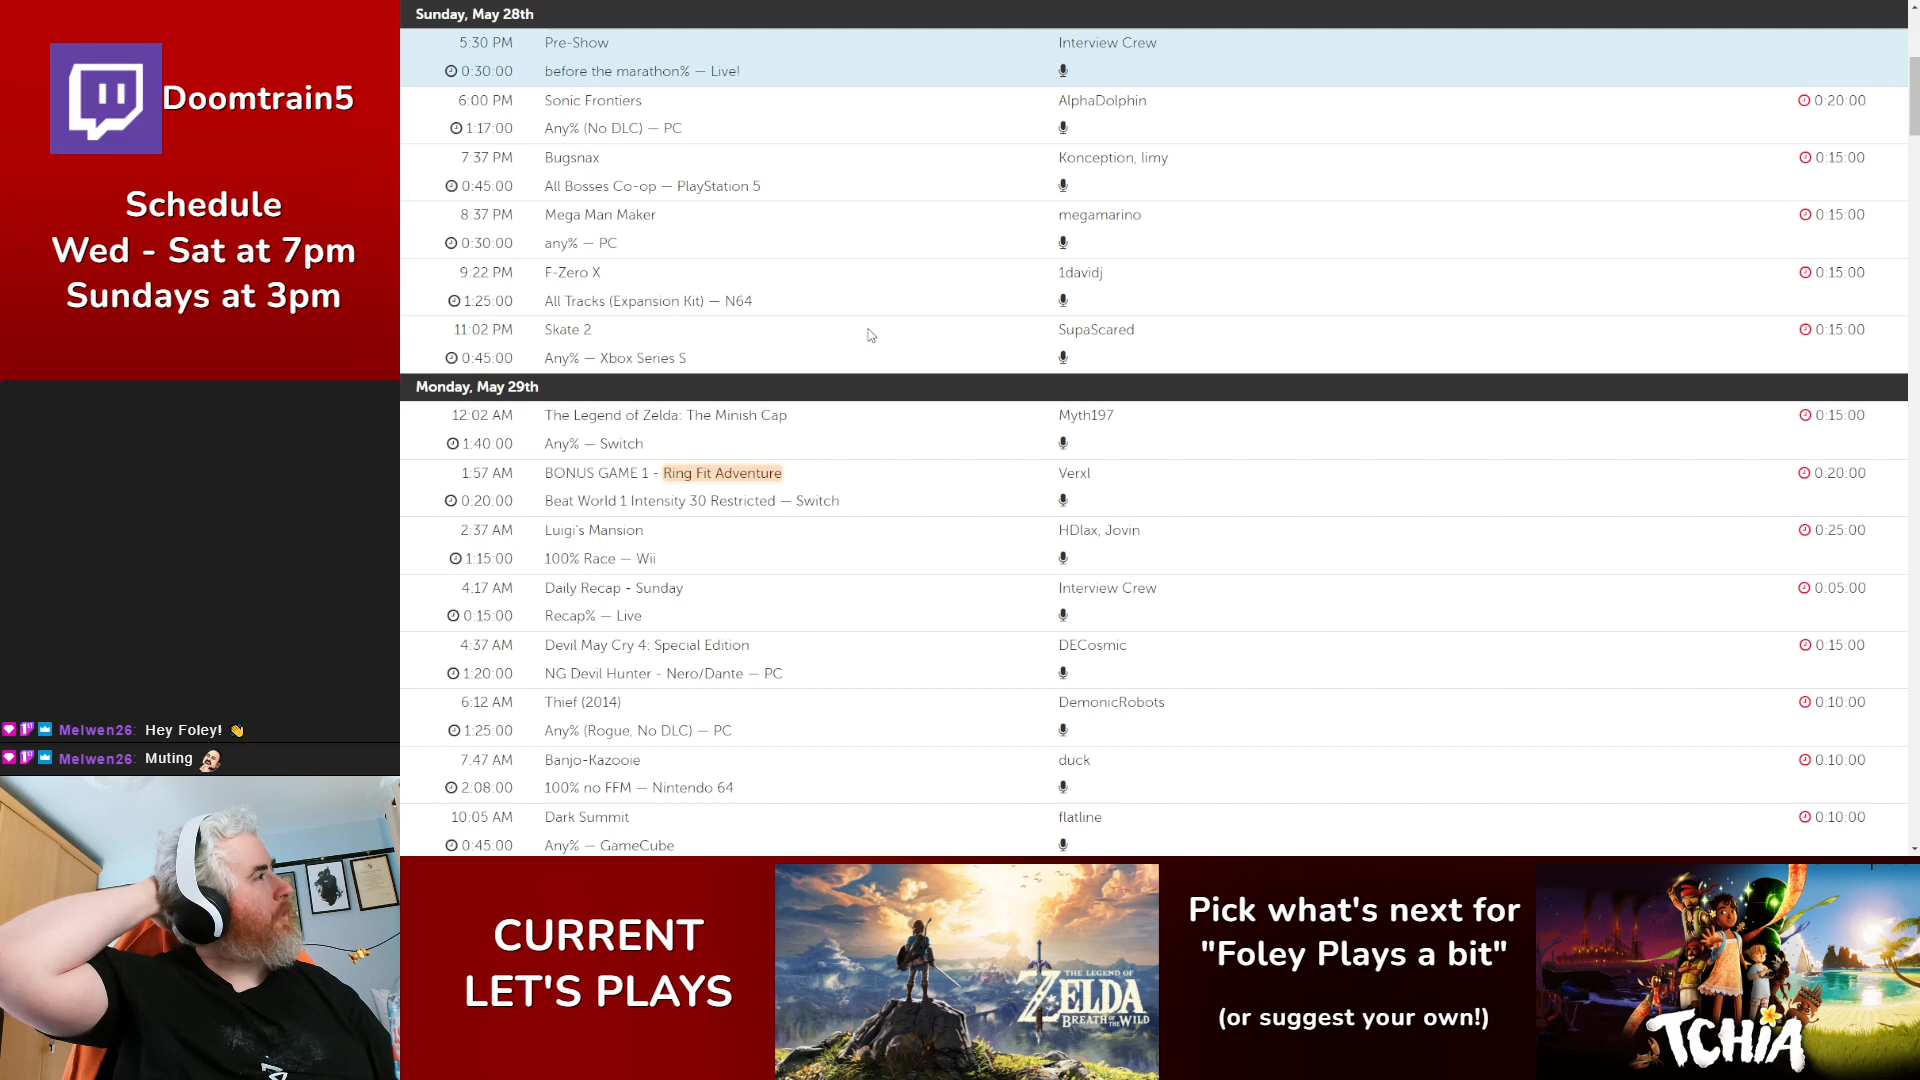 Doomtrain5
Schedule
Wed - Sat at 7pm
Sundays at 3pm
Melwen26: Hey Foley!
Melwen26: Muting
Sunday, May 28th
5:30 PM Pre-Show Interview Crew
0:30:00 before the marathon% — Live!
6:00 PM Sonic Frontiers AlphaDolphin 0:20:00
1:17:00 Any% (No DLC) — PC
7:37 PM Bugsnax Konception, limy 0:15:00
0:45:00 All Bosses Co-op — PlayStation 5
8:37 PM Mega Man Maker megamarino 0:15:00
0:30:00 any% — PC
9:22 PM F-Zero X 1davidj 0:15:00
1:25:00 All Tracks (Expansion Kit) — N64
11:02 PM Skate 2 SupaScared 0:15:00
0:45:00 Any% — Xbox Series S
Monday, May 29th
12:02 AM The Legend of Zelda: The Minish Cap Myth197 0:15:00
1:40:00 Any% — Switch
1:57 AM BONUS GAME 1 - Ring Fit Adventure Verxl 0:20:00
0:20:00 Beat World 1 Intensity 30 Restricted — Switch
2:37 AM Luigi's Mansion HDlax, Jovin 0:25:00
1:15:00 100% Race — Wii
4:17 AM Daily Recap - Sunday Interview Crew 0:05:00
0:15:00 Recap% — Live
4:37 AM Devil May Cry 4: Special Edition DECosmic 0:15:00
1:20:00 NG Devil Hunter - Nero/Dante — PC
6:12 AM Thief (2014) DemonicRobots 0:10:00
1:25:00 Any% (Rogue, No DLC) — PC
7:47 AM Banjo-Kazooie duck 0:10:00
2:08:00 100% no FFM — Nintendo 64
10:05 AM Dark Summit flatline 0:10:00
0:45:00 Any% — GameCube
CURRENT
LET'S PLAYS
THE LEGEND OF
ZELDA
BREATH OF THE WILD
Pick what's next for
"Foley Plays a bit"
(or suggest your own!)
TCHIA